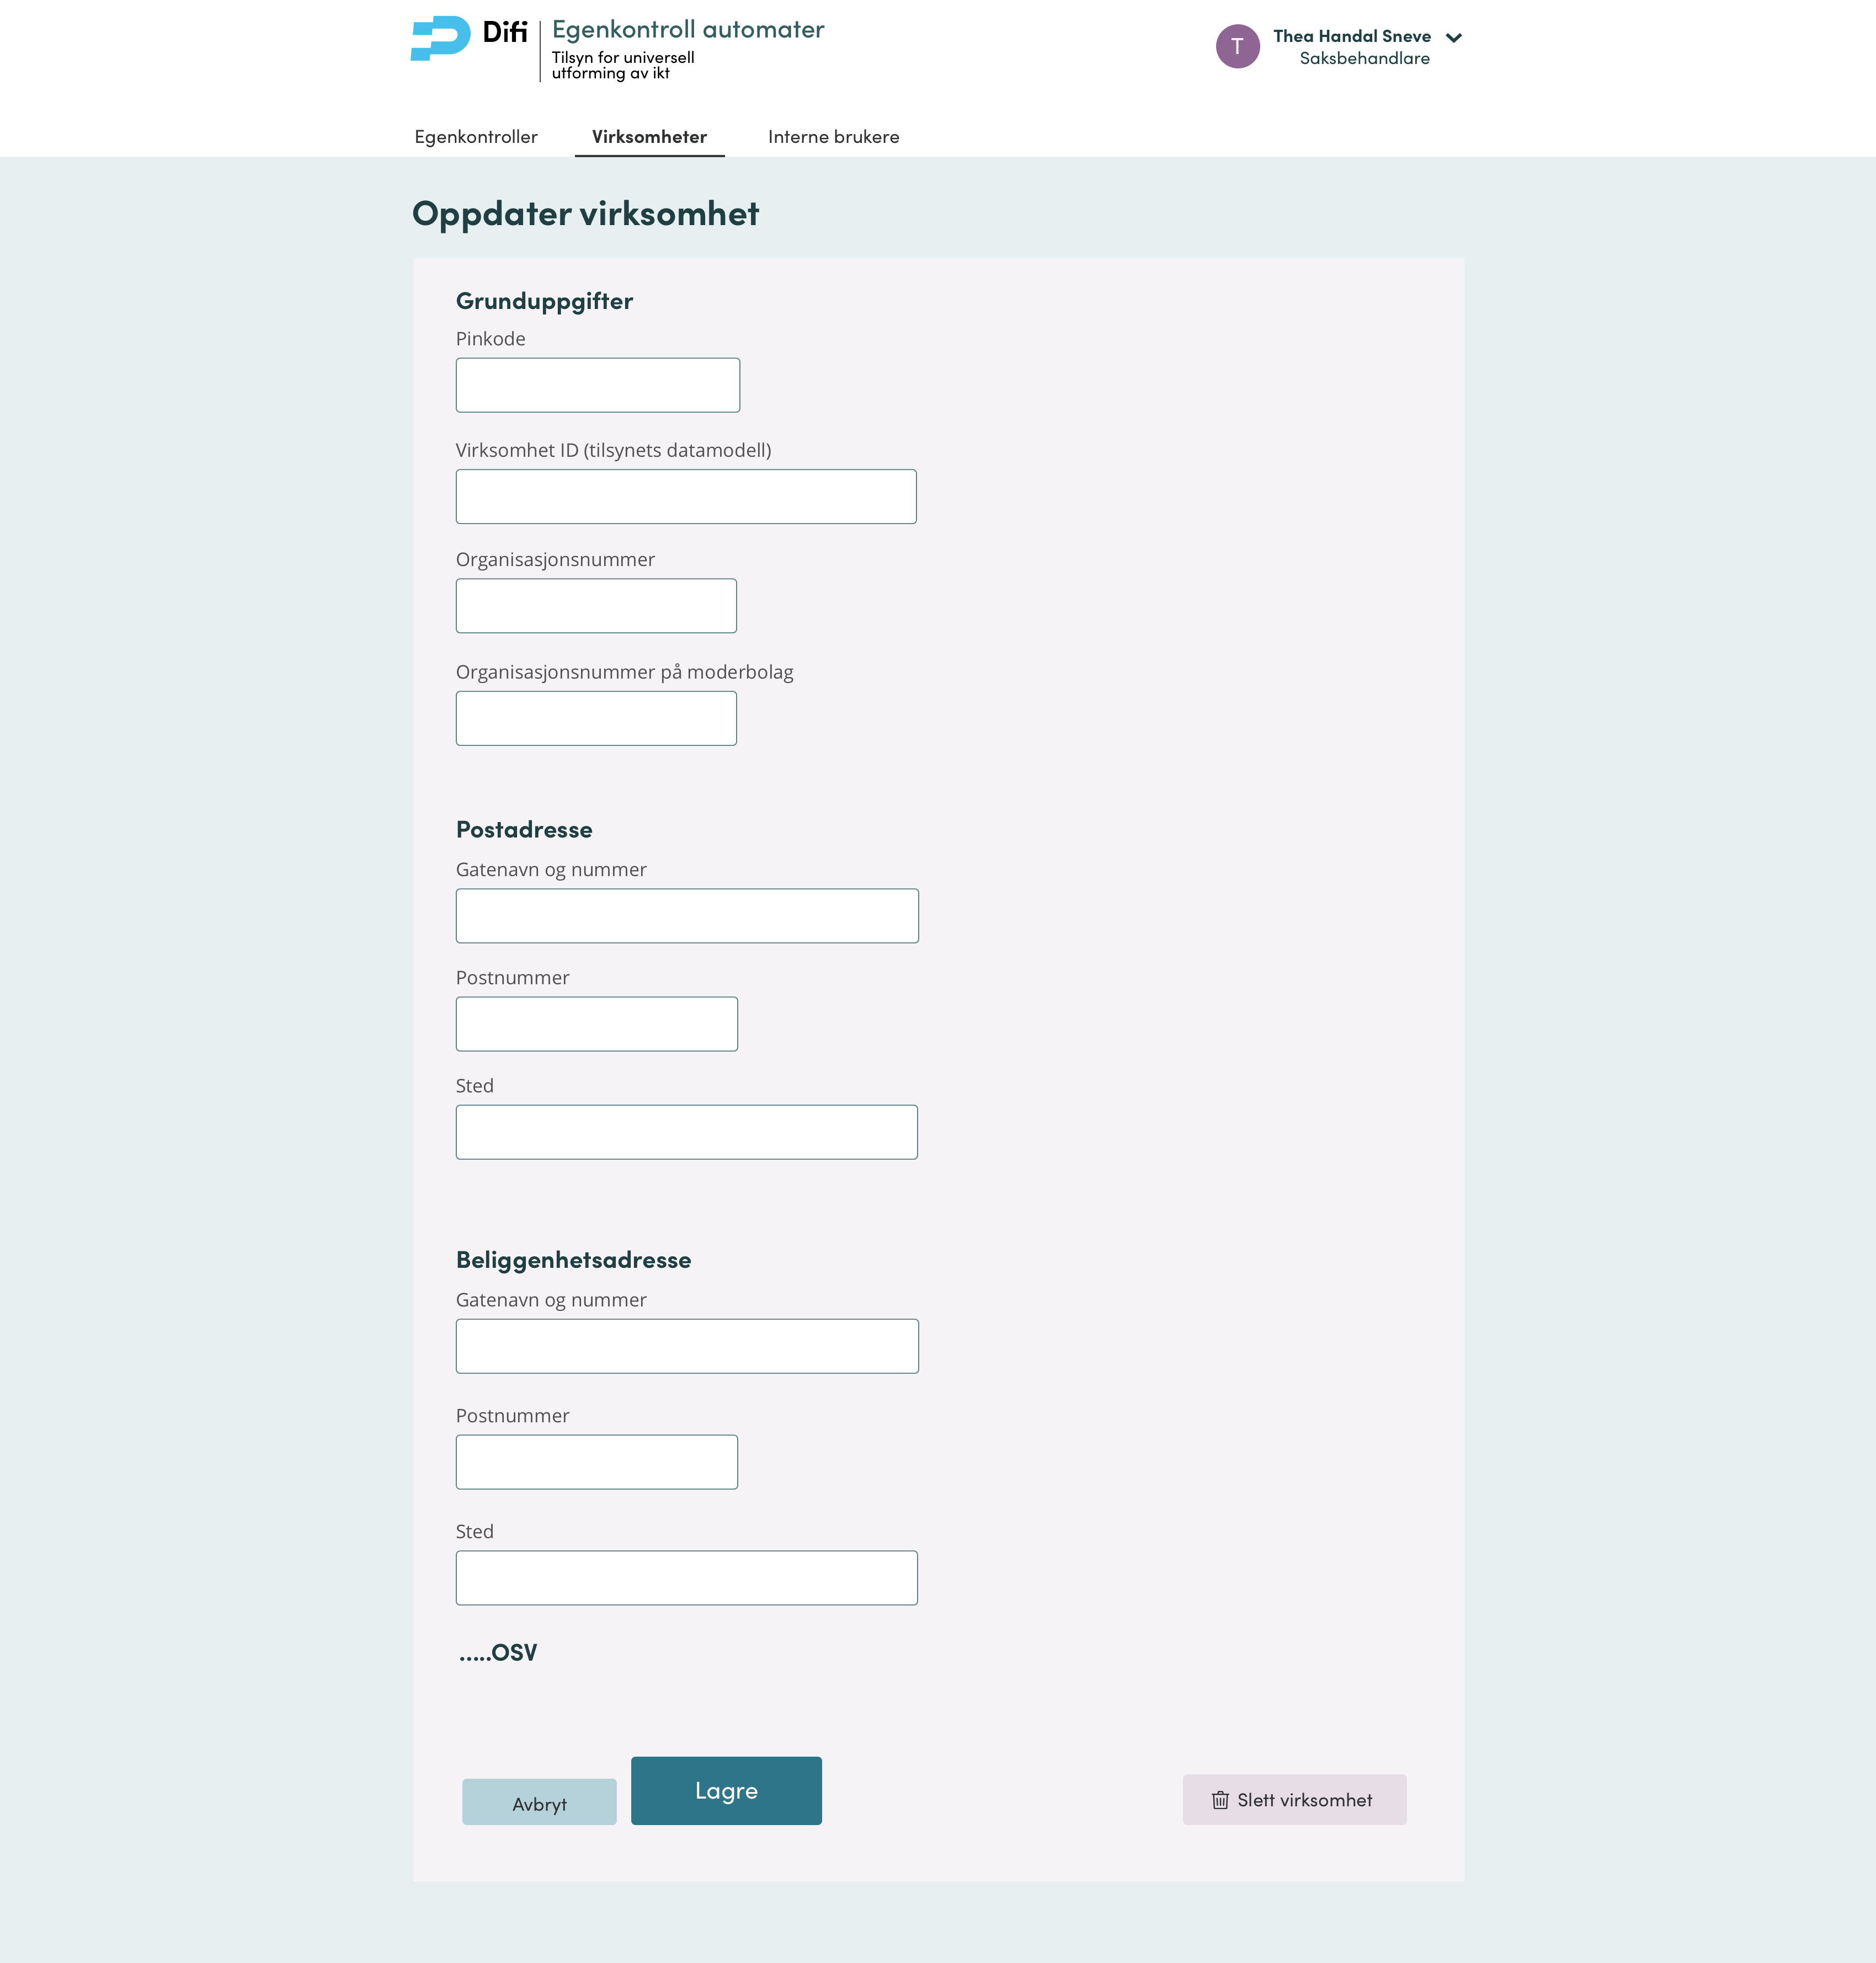 Difi
Egenkontroll automater
Tilsyn for universell
utforming av ikt
T
Thea Handal Sneve
Saksbehandlare
Egenkontroller
Virksomheter
Interne brukere
Oppdater virksomhet
Grunduppgifter
Pinkode
Virksomhet ID (tilsynets datamodell)
Organisasjonsnummer
Organisasjonsnummer på moderbolag
Postadresse
Gatenavn og nummer
Postnummer
Sted
Beliggenhetsadresse
Gatenavn og nummer
Postnummer
Sted
.....OSV
Avbryt
Lagre
Slett virksomhet